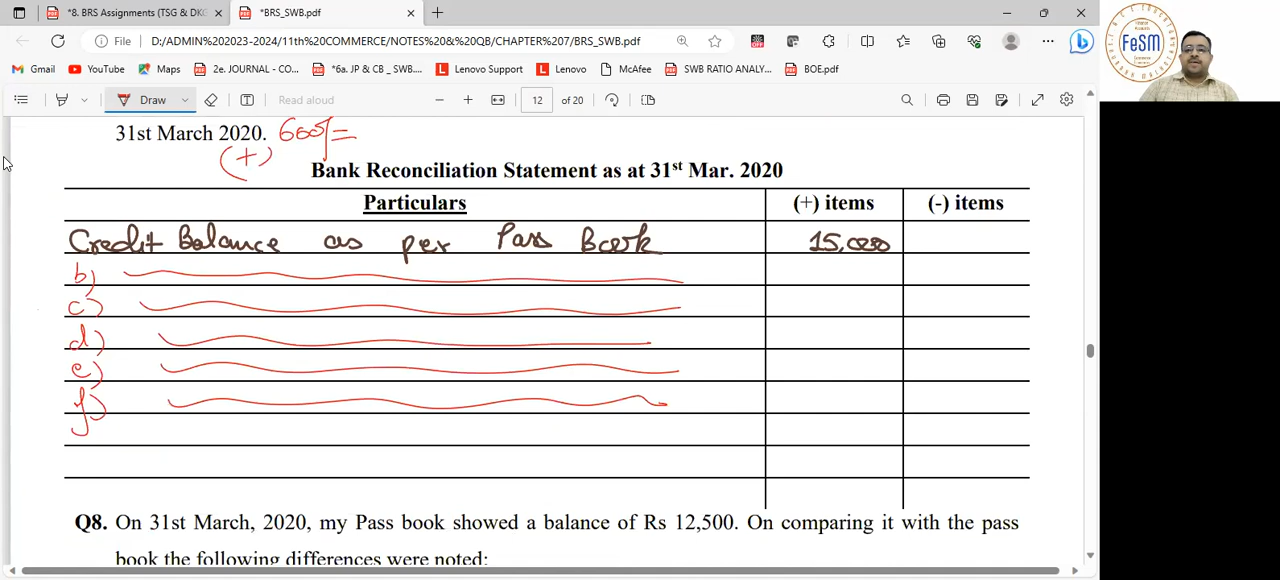 *8. BRS Assignments (TSG & DKG
*BRS_SWB.pdf
File D:/ADMIN%202023-2024/11th%20COMMERCE/NOTES%20&%20QB/CHAPTER%207/BRS_SWB.pdf
Gmail YouTube Maps 2e. JOURNAL - CO... *6a. JP & CB _ SWB.... Lenovo Support Lenovo McAfee SWB RATIO ANALY... BOE.pdf
Draw Read aloud 12 of 20
31st March 2020. 600/=
(+)
Bank Reconciliation Statement as at 31st Mar. 2020
Particulars (+) items (-) items
Credit Balance as per Pass Book 15,000
b)
c)
d)
e)
f)
Q8. On 31st March, 2020, my Pass book showed a balance of Rs 12,500. On comparing it with the pass
book the following differences were noted:
FeSM